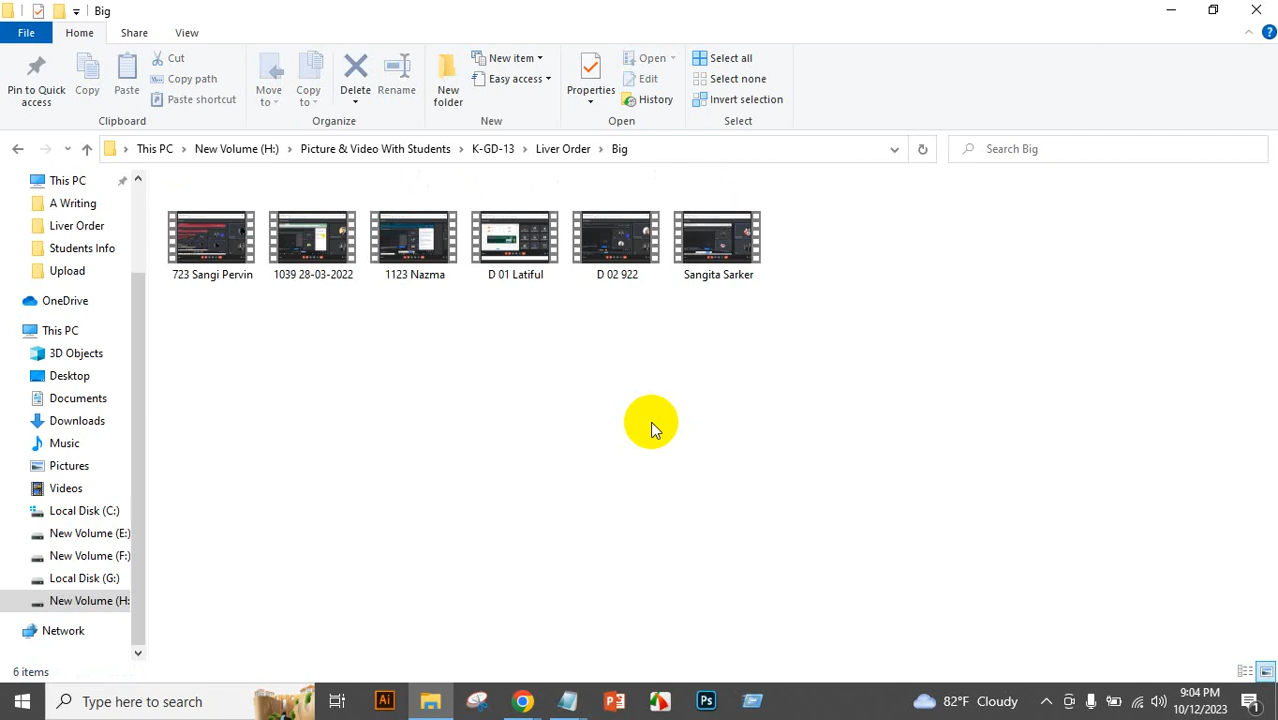 Big
File Home Share View
Pin to Quick access
Copy
Paste
Cut
Copy path
Paste shortcut
Clipboard
Move to
Copy to
Delete
Rename
Organize
New folder
New item
Easy access
New
Properties
Open
Edit
History
Open
Select all
Select none
Invert selection
Select
This PC New Volume (H:) Picture & Video With Students K-GD-13 Liver Order Big
Search Big
This PC
A Writing
Liver Order
Students Info
Upload
OneDrive
This PC
3D Objects
Desktop
Documents
Downloads
Music
Pictures
Videos
Local Disk (C:)
New Volume (E:)
New Volume (F:)
Local Disk (G:)
New Volume (H:
Network
723 Sangi Pervin
1039 28-03-2022
1123 Nazma
D 01 Latiful
D 02 922
Sangita Sarker
6 items
Type here to search
Ai
Ps
82°F Cloudy
9:04 PM
10/12/2023
1